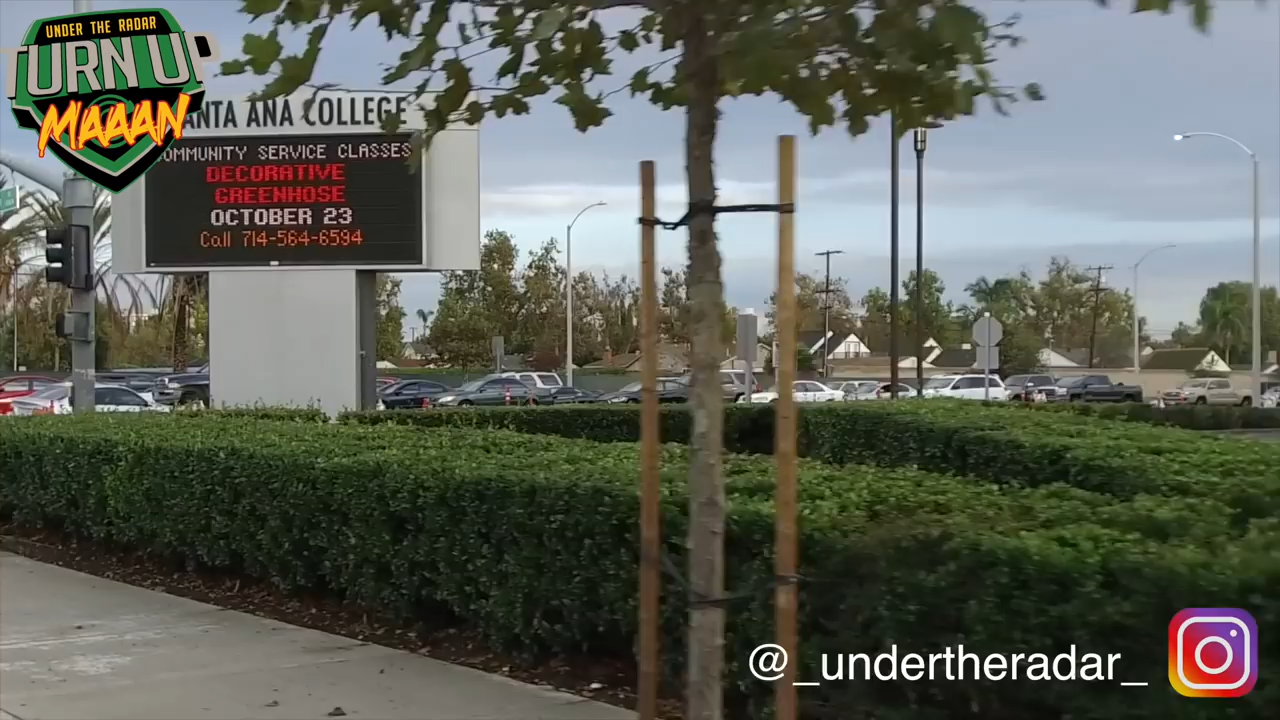 UNDER THE RADAR
TURN UP
MAAAN
ANTA ANA COLLEGE
COMMUNITY SERVICE CLASSES
DECORATIVE
GREENHOSE
OCTOBER 23
Call 714-564-6594
@_undertheradar_